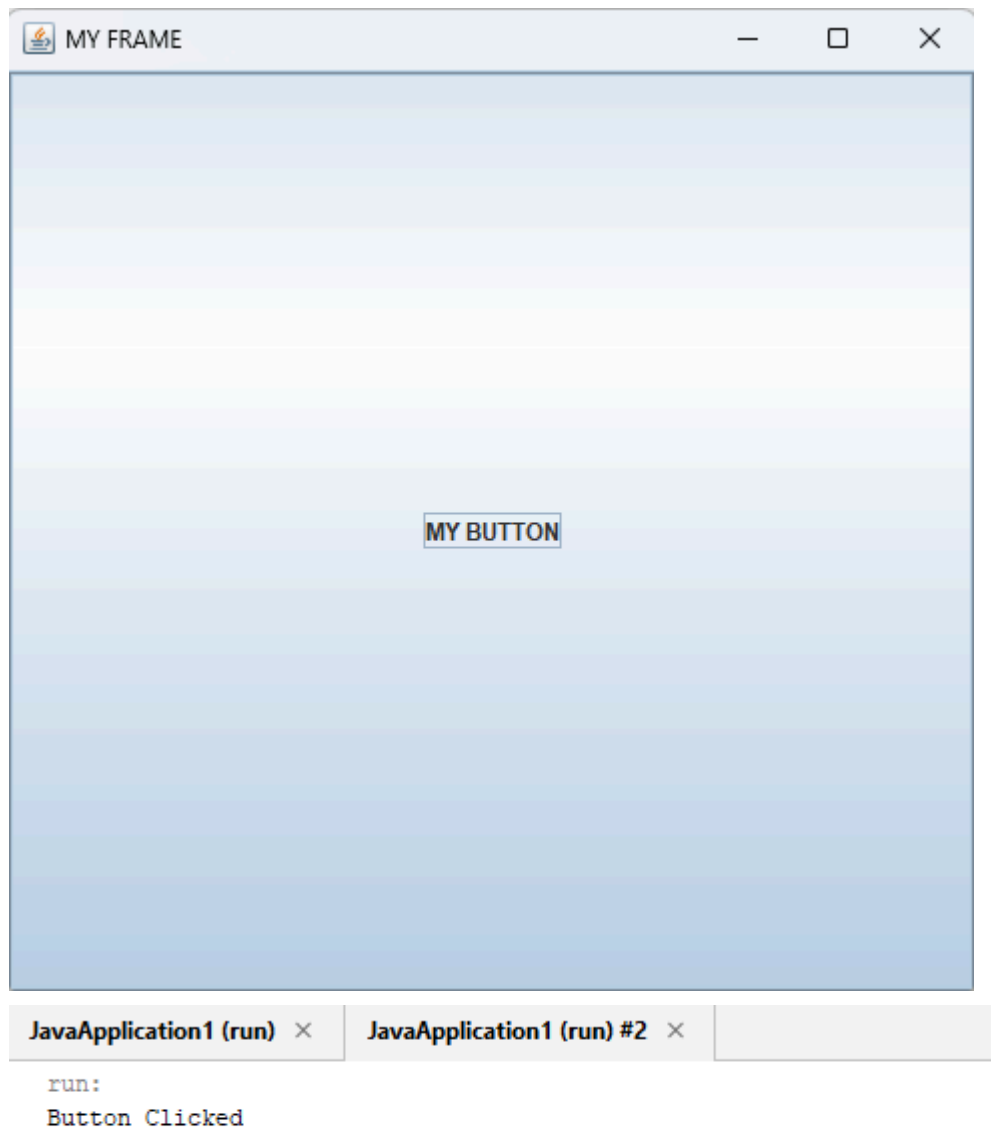 MY FRAME
MY BUTTON
JavaApplication1 (run) JavaApplication1 (run) #2
run:
Button Clicked